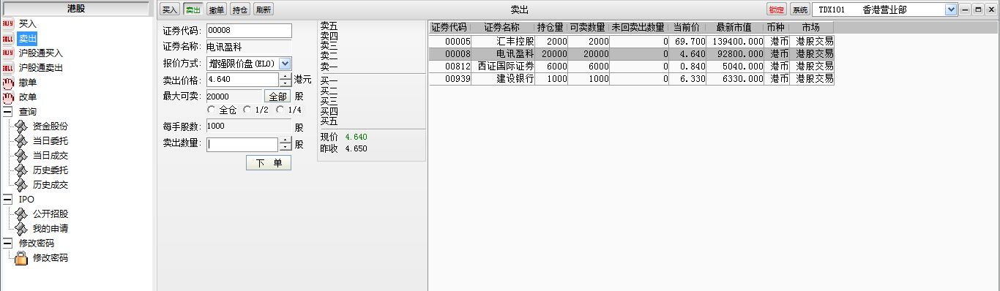 港股
买入 卖出 撤单 持仓 刷新
卖出
锁定 系统 TDX101 香港营业部
买入
卖出
沪股通买入
沪股通卖出
撤单
改单
查询
资金股份
当日委托
当日成交
历史委托
历史成交
IPO
公开招股
我的申请
修改密码
修改密码
证券代码: 00008
证券名称: 电讯盈科
报价方式: 增强限价盘(ELO)
卖出价格: 4.640 港元
最大可卖: 20000 全部 股
全仓 1/2 1/4
每手股数: 1000 股
卖出数量: 股
下 单
卖五
卖四
卖三
卖二
卖一
买一
买二
买三
买四
买五
现价 4.640
昨收 4.650
证券代码 证券名称 持仓量 可卖数量 未回卖出数量 当前价 最新市值 币种 市场
00005 汇丰控股 2000 2000 0 69.700 139400.000 港币 港股交易
00008 电讯盈科 20000 20000 0 4.640 92800.000 港币 港股交易
00812 西证国际证券 6000 6000 0 0.840 5040.000 港币 港股交易
00939 建设银行 1000 1000 0 6.330 6330.000 港币 港股交易